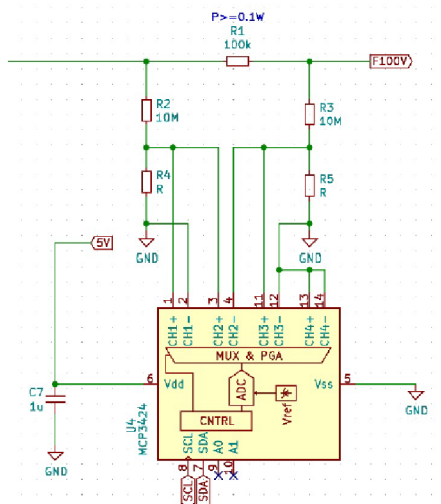 P>=0.1W
R1
100k
F100V
R2
10M
R3
10M
R4
R
R5
R
GND
GND
5V
1
2
3
4
11
12
13
14
CH1+
CH1-
CH2+
CH2-
CH3+
CH3-
CH4+
CH4-
MUX & PGA
6
Vdd
ADC
Vss
5
C7
1u
Vref
CNTRL
GND
U4
MCP3424
SCL
SDA
A0
A1
8
7
9
10
GND
SCL
SDA